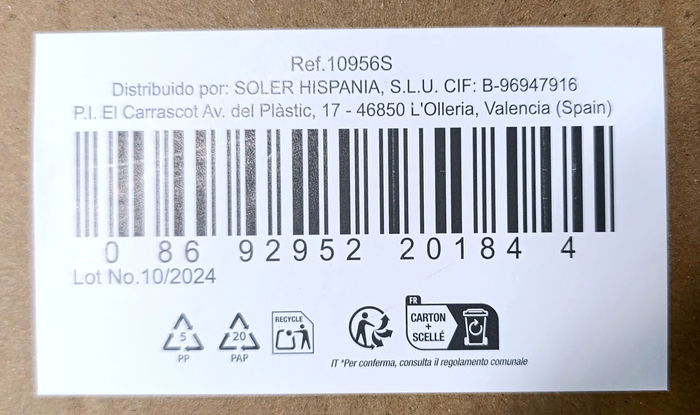 Ref.10956S
Distribuido por: SOLER HISPANIA, S.L.U. CIF: B-96947916
P.I. El Carrascot Av. del Plàstic, 17 - 46850 L'Olleria, Valencia (Spain)
0 86 92952 20184 4
Lot No.10/2024
5
PP
20
PAP
RECYCLE
FR
CARTON
+
SCELLÉ
IT *Per conferma, consulta il regolamento comunale